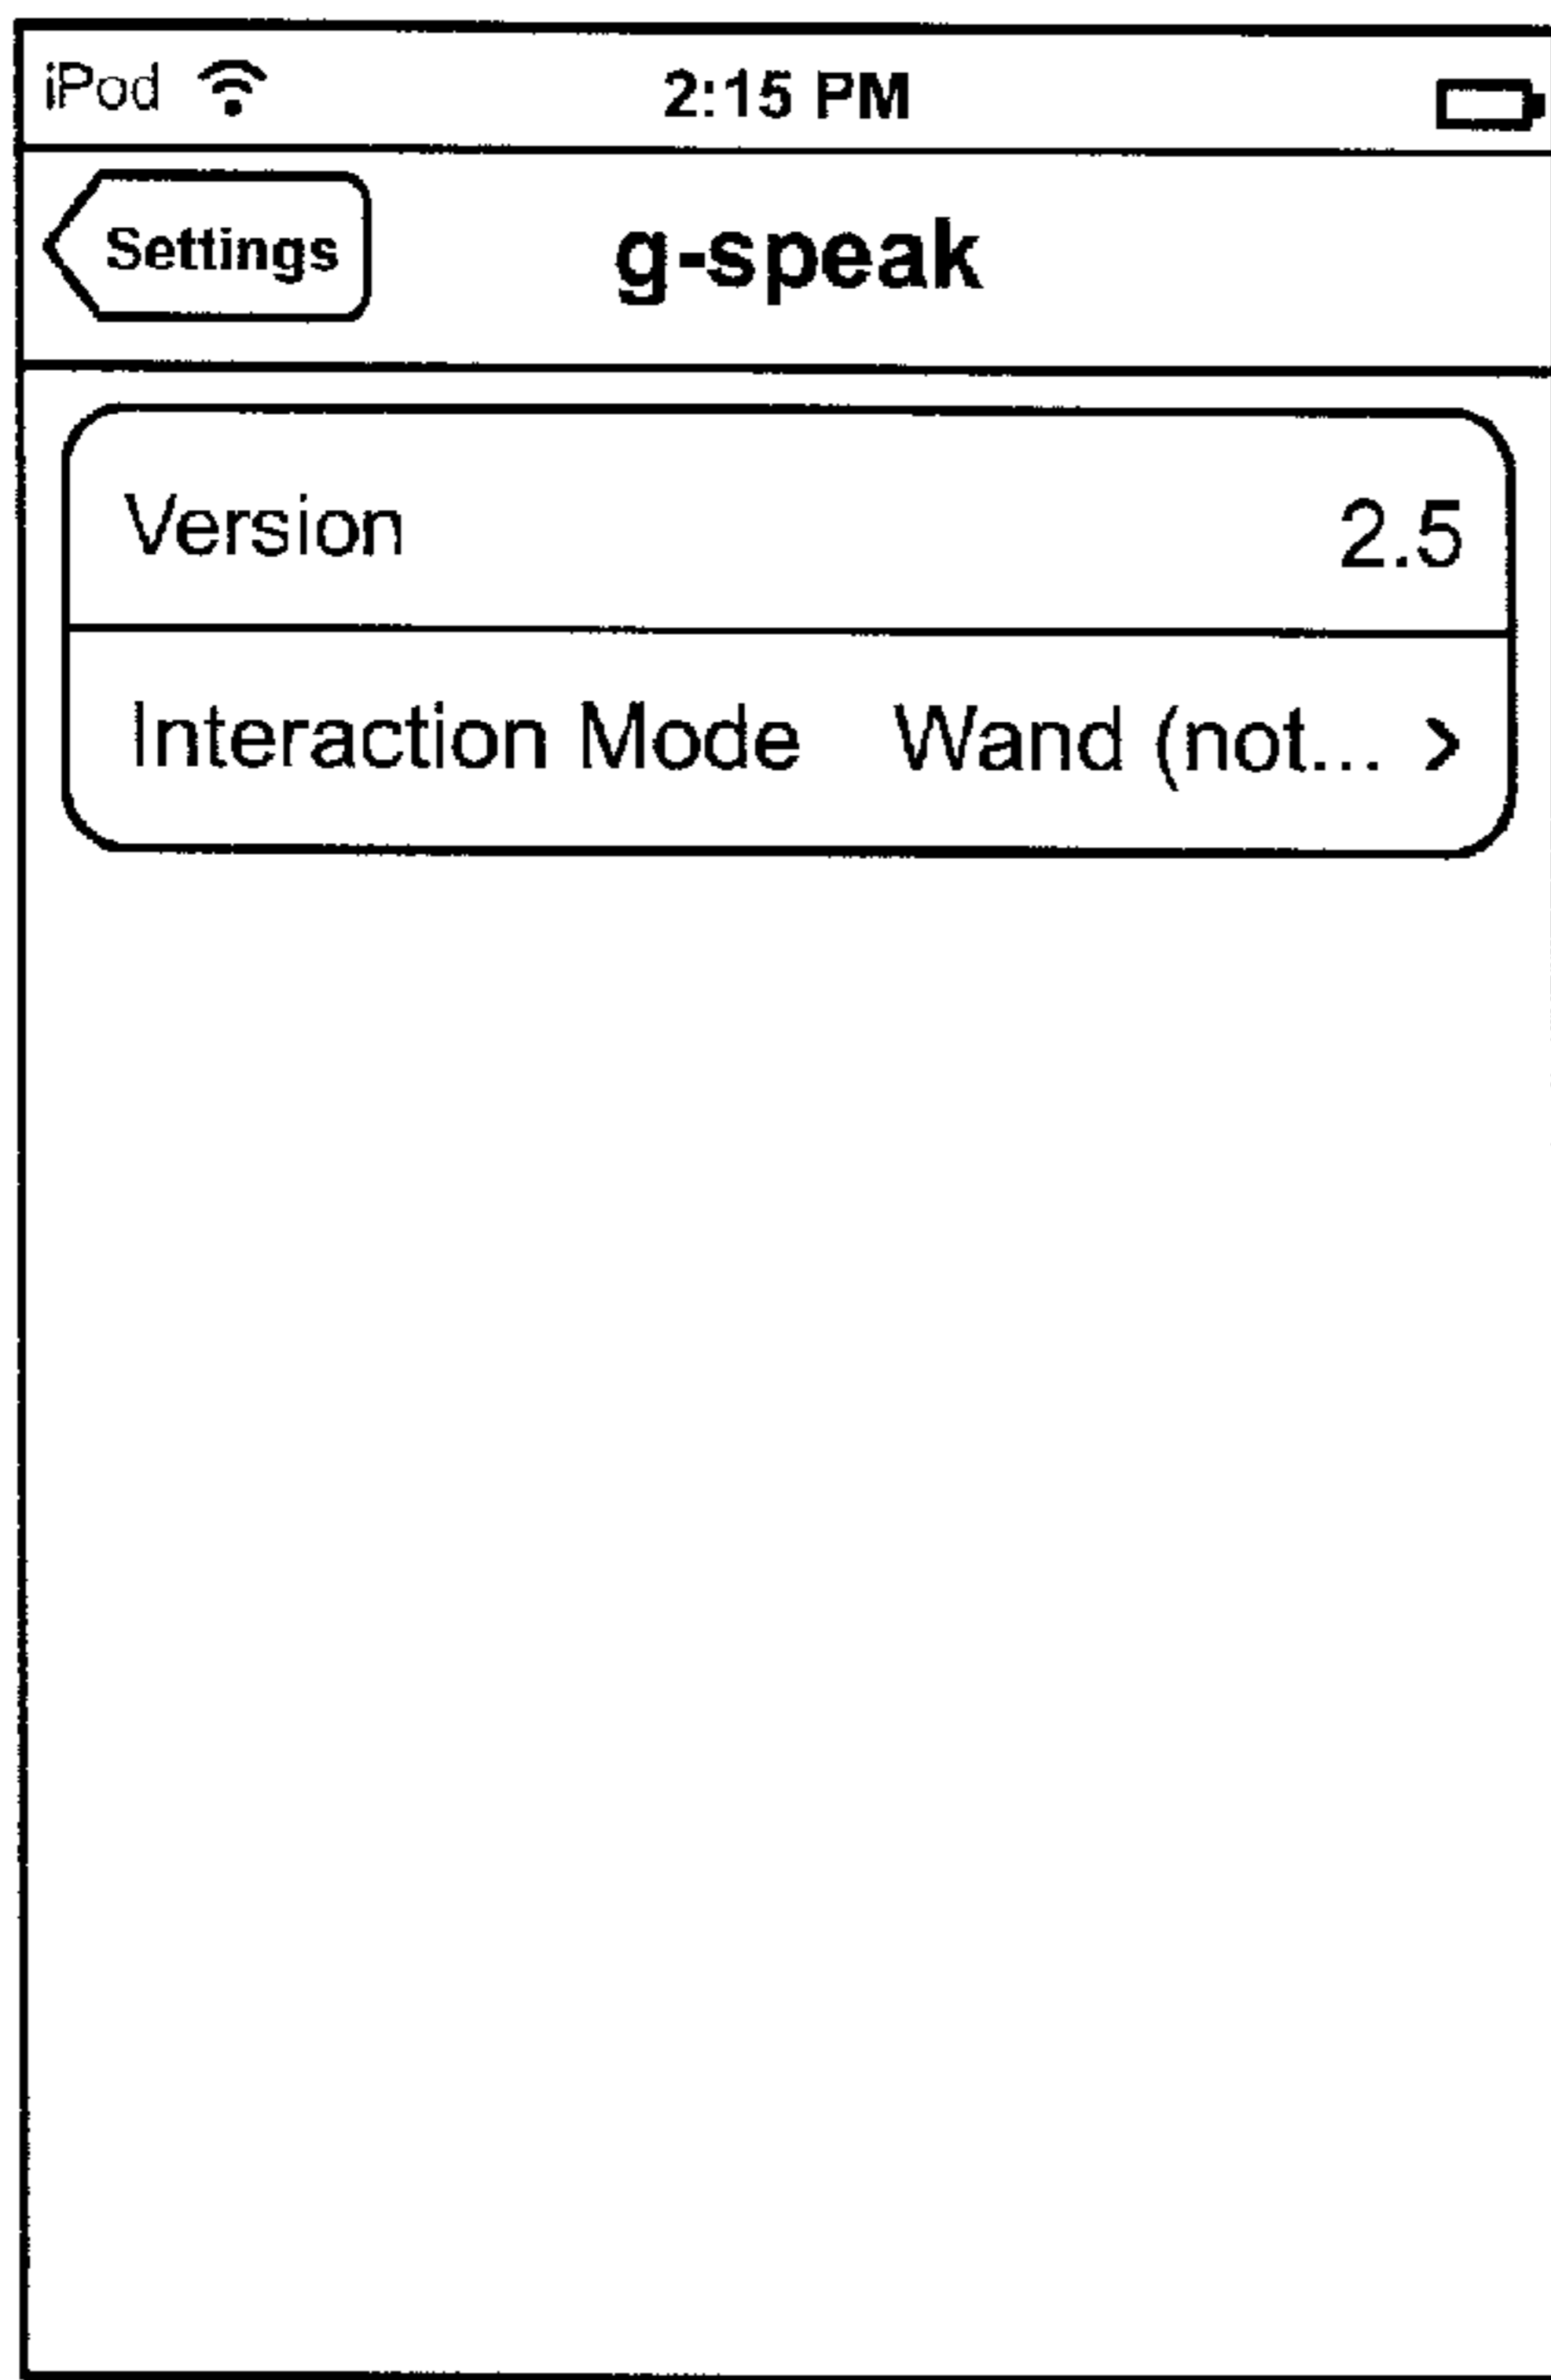 iPod 2:15 PM
Settings g-speak
Version 2.5
Interaction Mode Wand (not... >